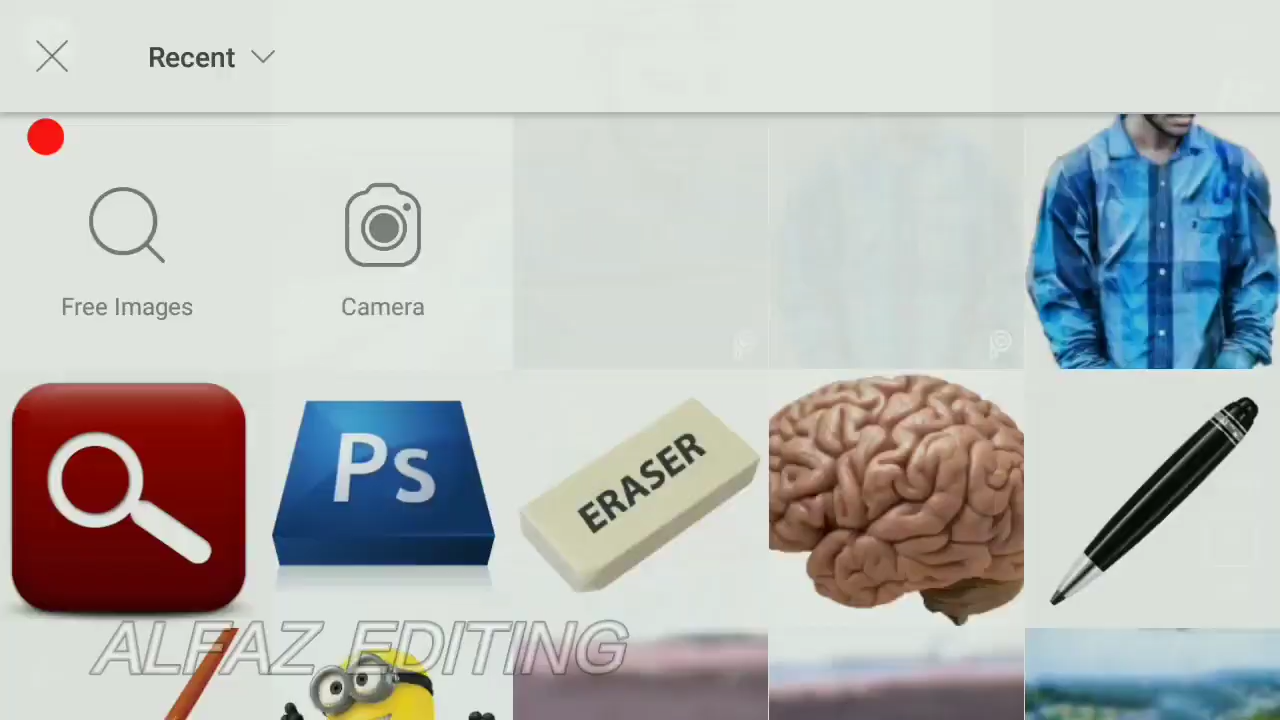 Recent
Free Images
Camera
Ps
ERASER
ALFAZ EDITING